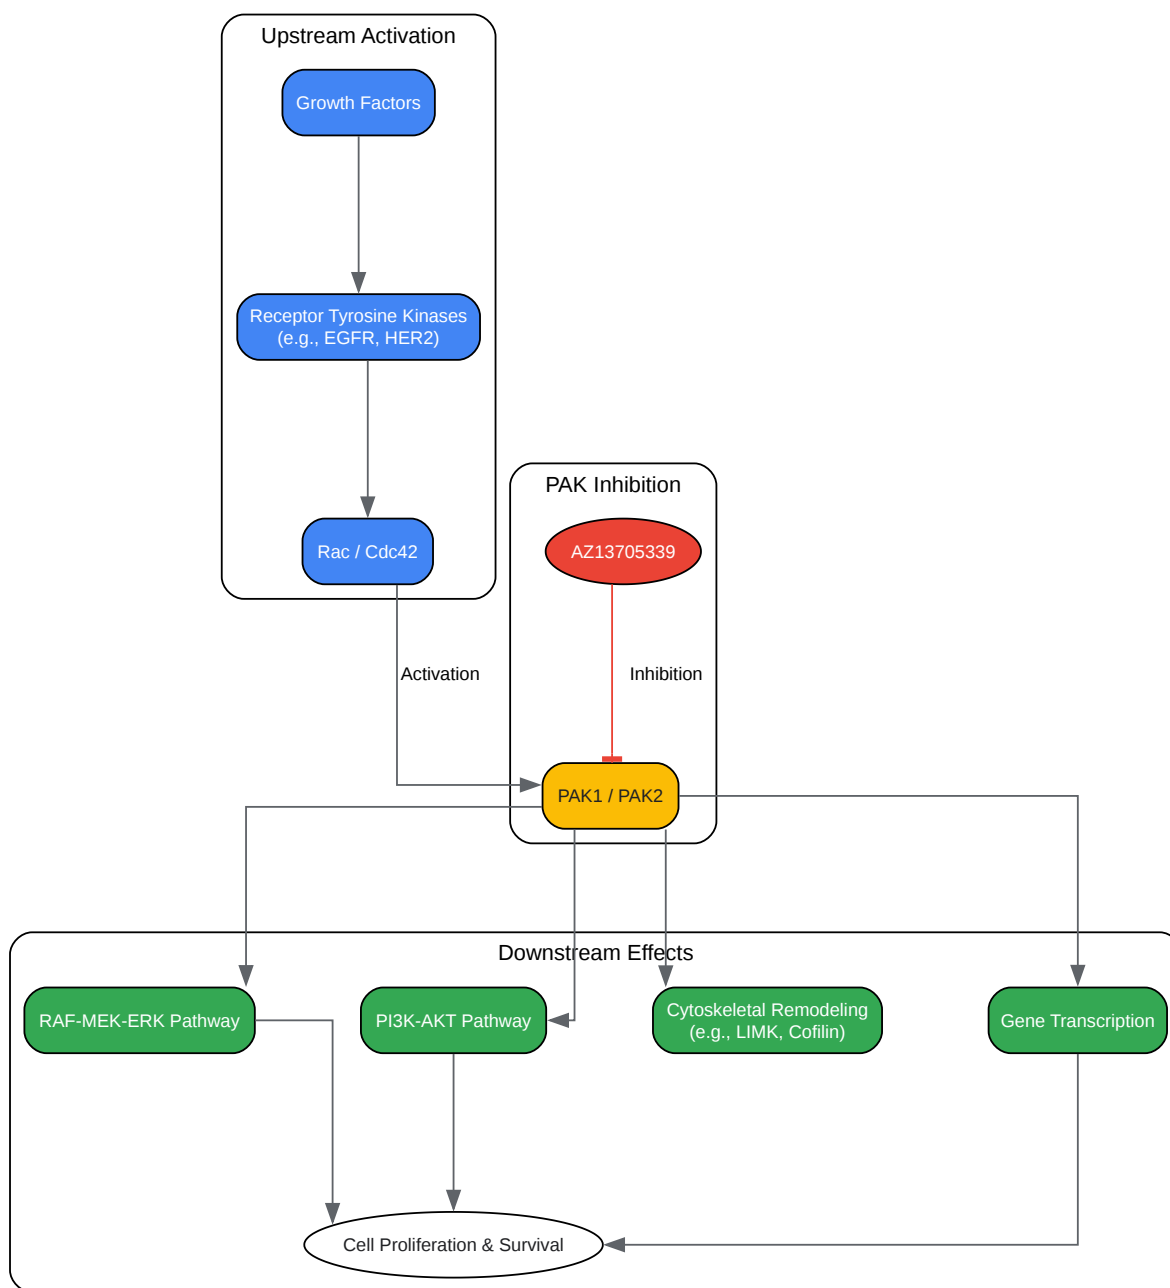 Upstream Activation
Growth Factors
Receptor Tyrosine Kinases
(e.g., EGFR, HER2)
PAK Inhibition
Rac / Cdc42
AZ13705339
Activation
Inhibition
PAK1 / PAK2
Downstream Effects
RAF-MEK-ERK Pathway
PI3K-AKT Pathway
Cytoskeletal Remodeling
(e.g., LIMK, Cofilin)
Gene Transcription
Cell Proliferation & Survival